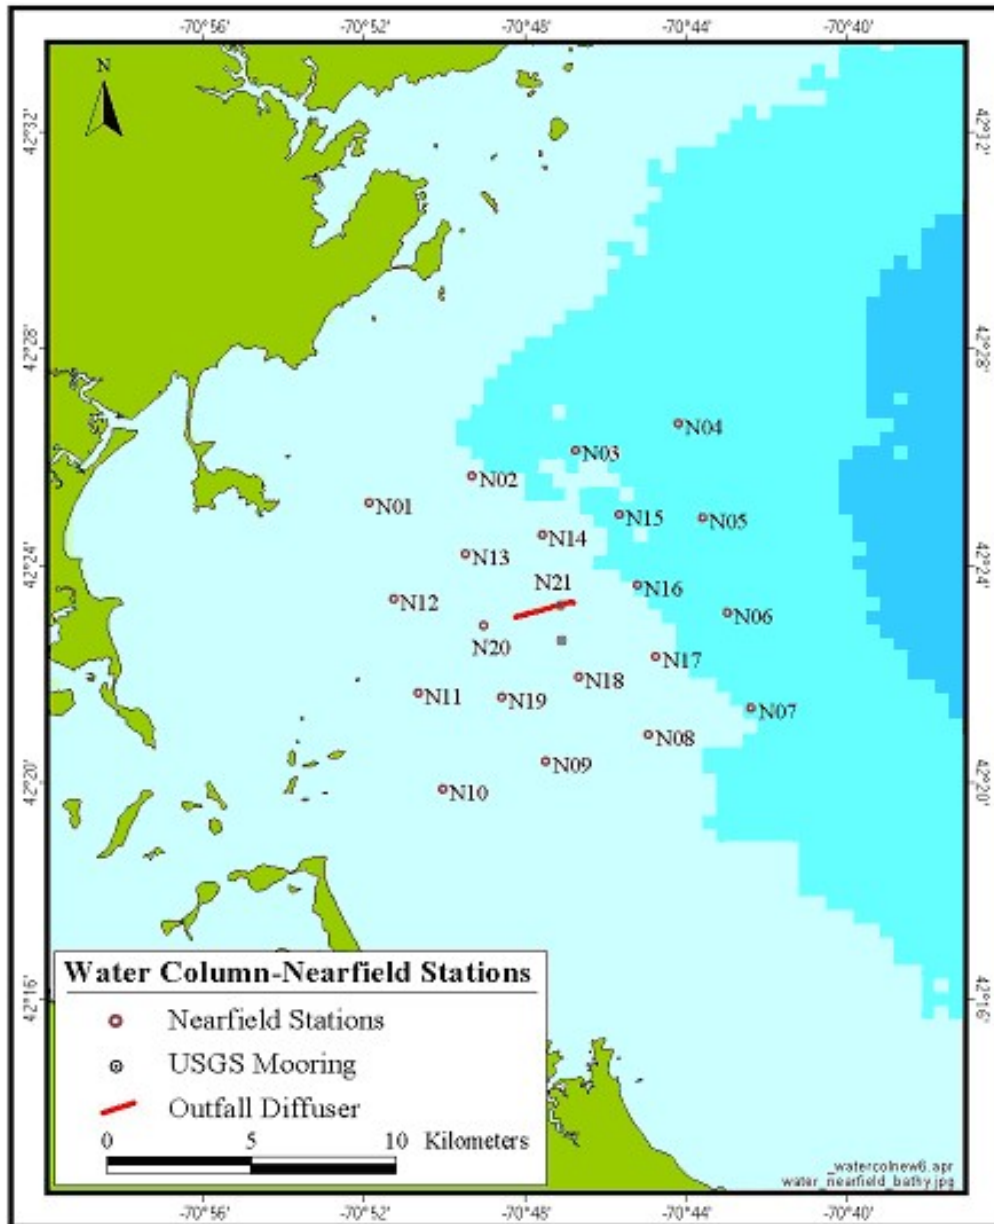 -70°56' -70°52' -70°48' -70°44' -70°40'
N
42°32' 42°32'
42°28' 42°28'
N04
N03
N02
N01
N15 N05
N14
N13
42°24' 42°24'
N21
N16
N12
N06
N20
N17
N18
N11 N19
N07
N08
N09
42°20' 42°20'
N10
Water Column-Nearfield Stations
42°16' 42°16'
Nearfield Stations
USGS Mooring
Outfall Diffuser
0 5 10 Kilometers
_watercolnew6.apr
water_nearfield_bathy.jpg
-70°56' -70°52' -70°48' -70°44' -70°40'